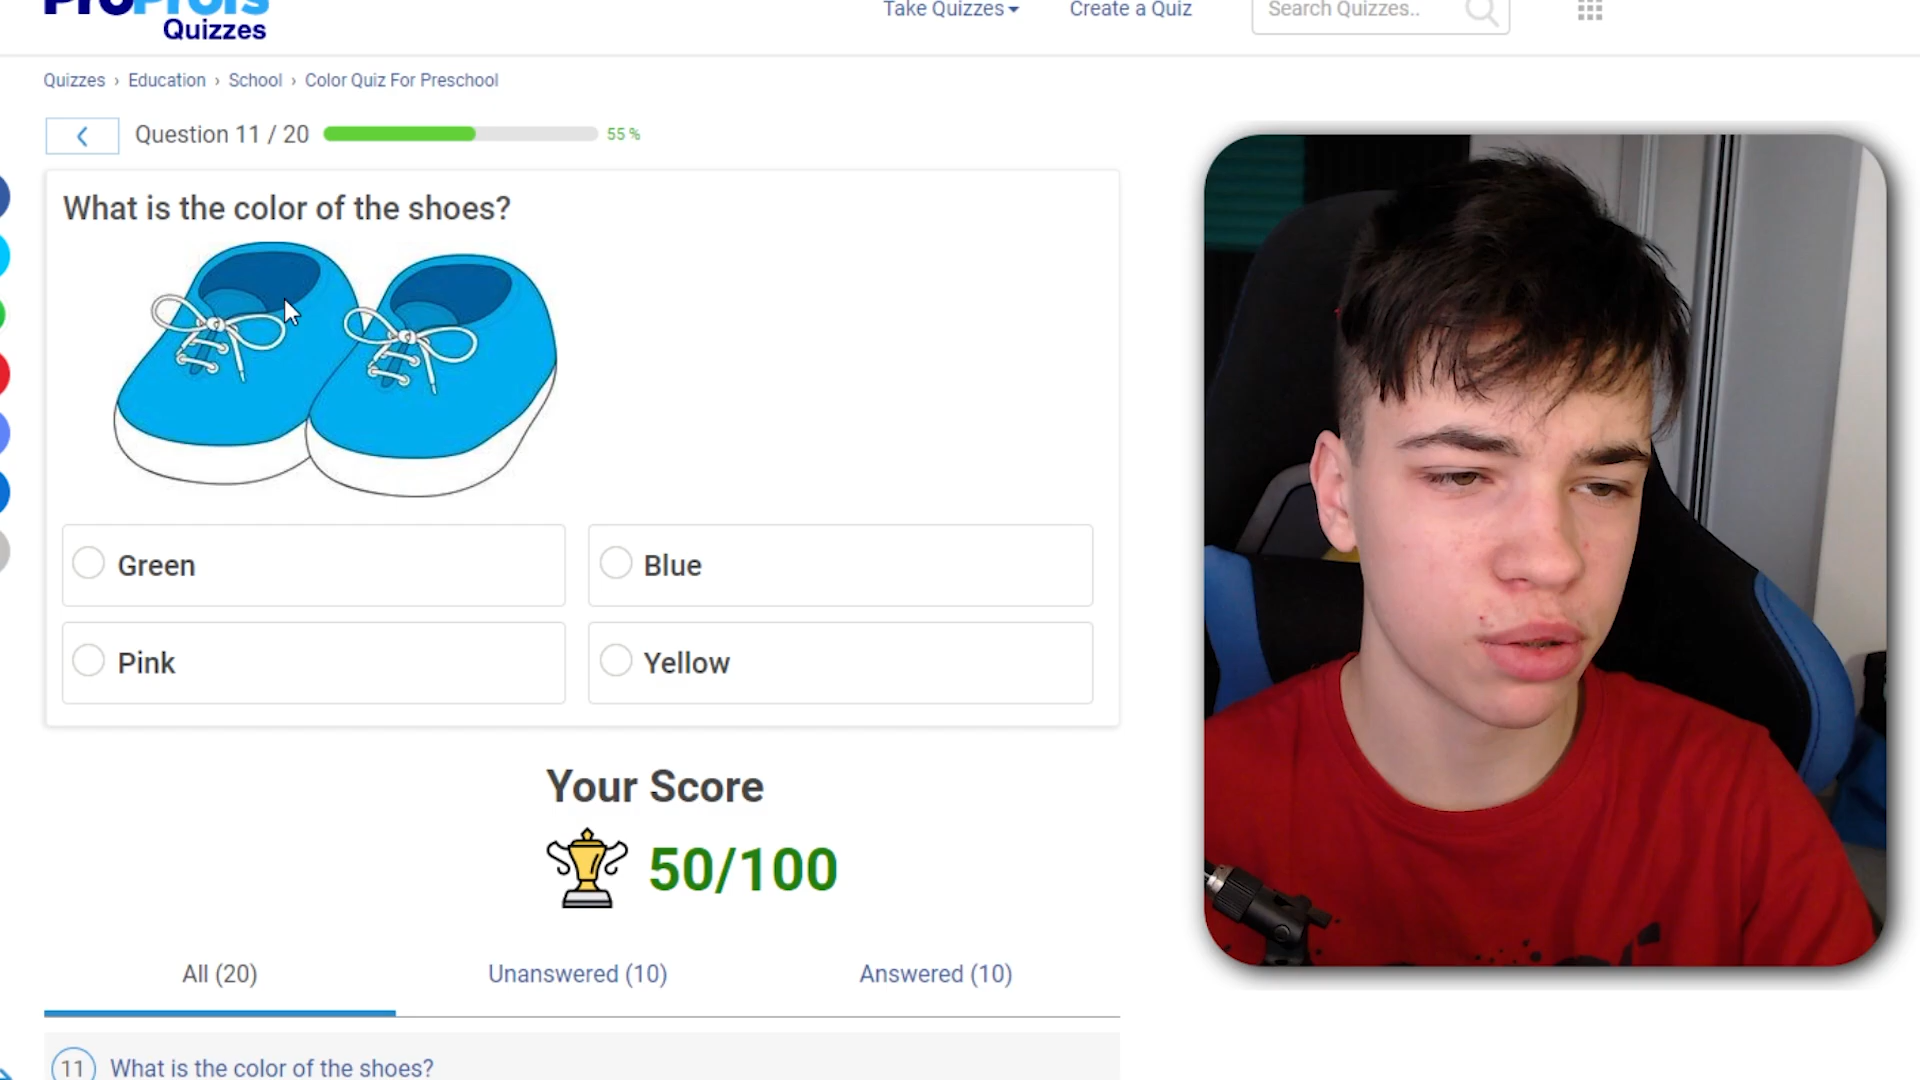 ProProfs
Quizzes
Take Quizzes
Create a Quiz
Search Quizzes..
Quizzes › Education › School › Color Quiz For Preschool
Question 11 / 20
55 %
What is the color of the shoes?
Green
Blue
Pink
Yellow
Your Score
50/100
All (20)
Unanswered (10)
Answered (10)
11 What is the color of the shoes?